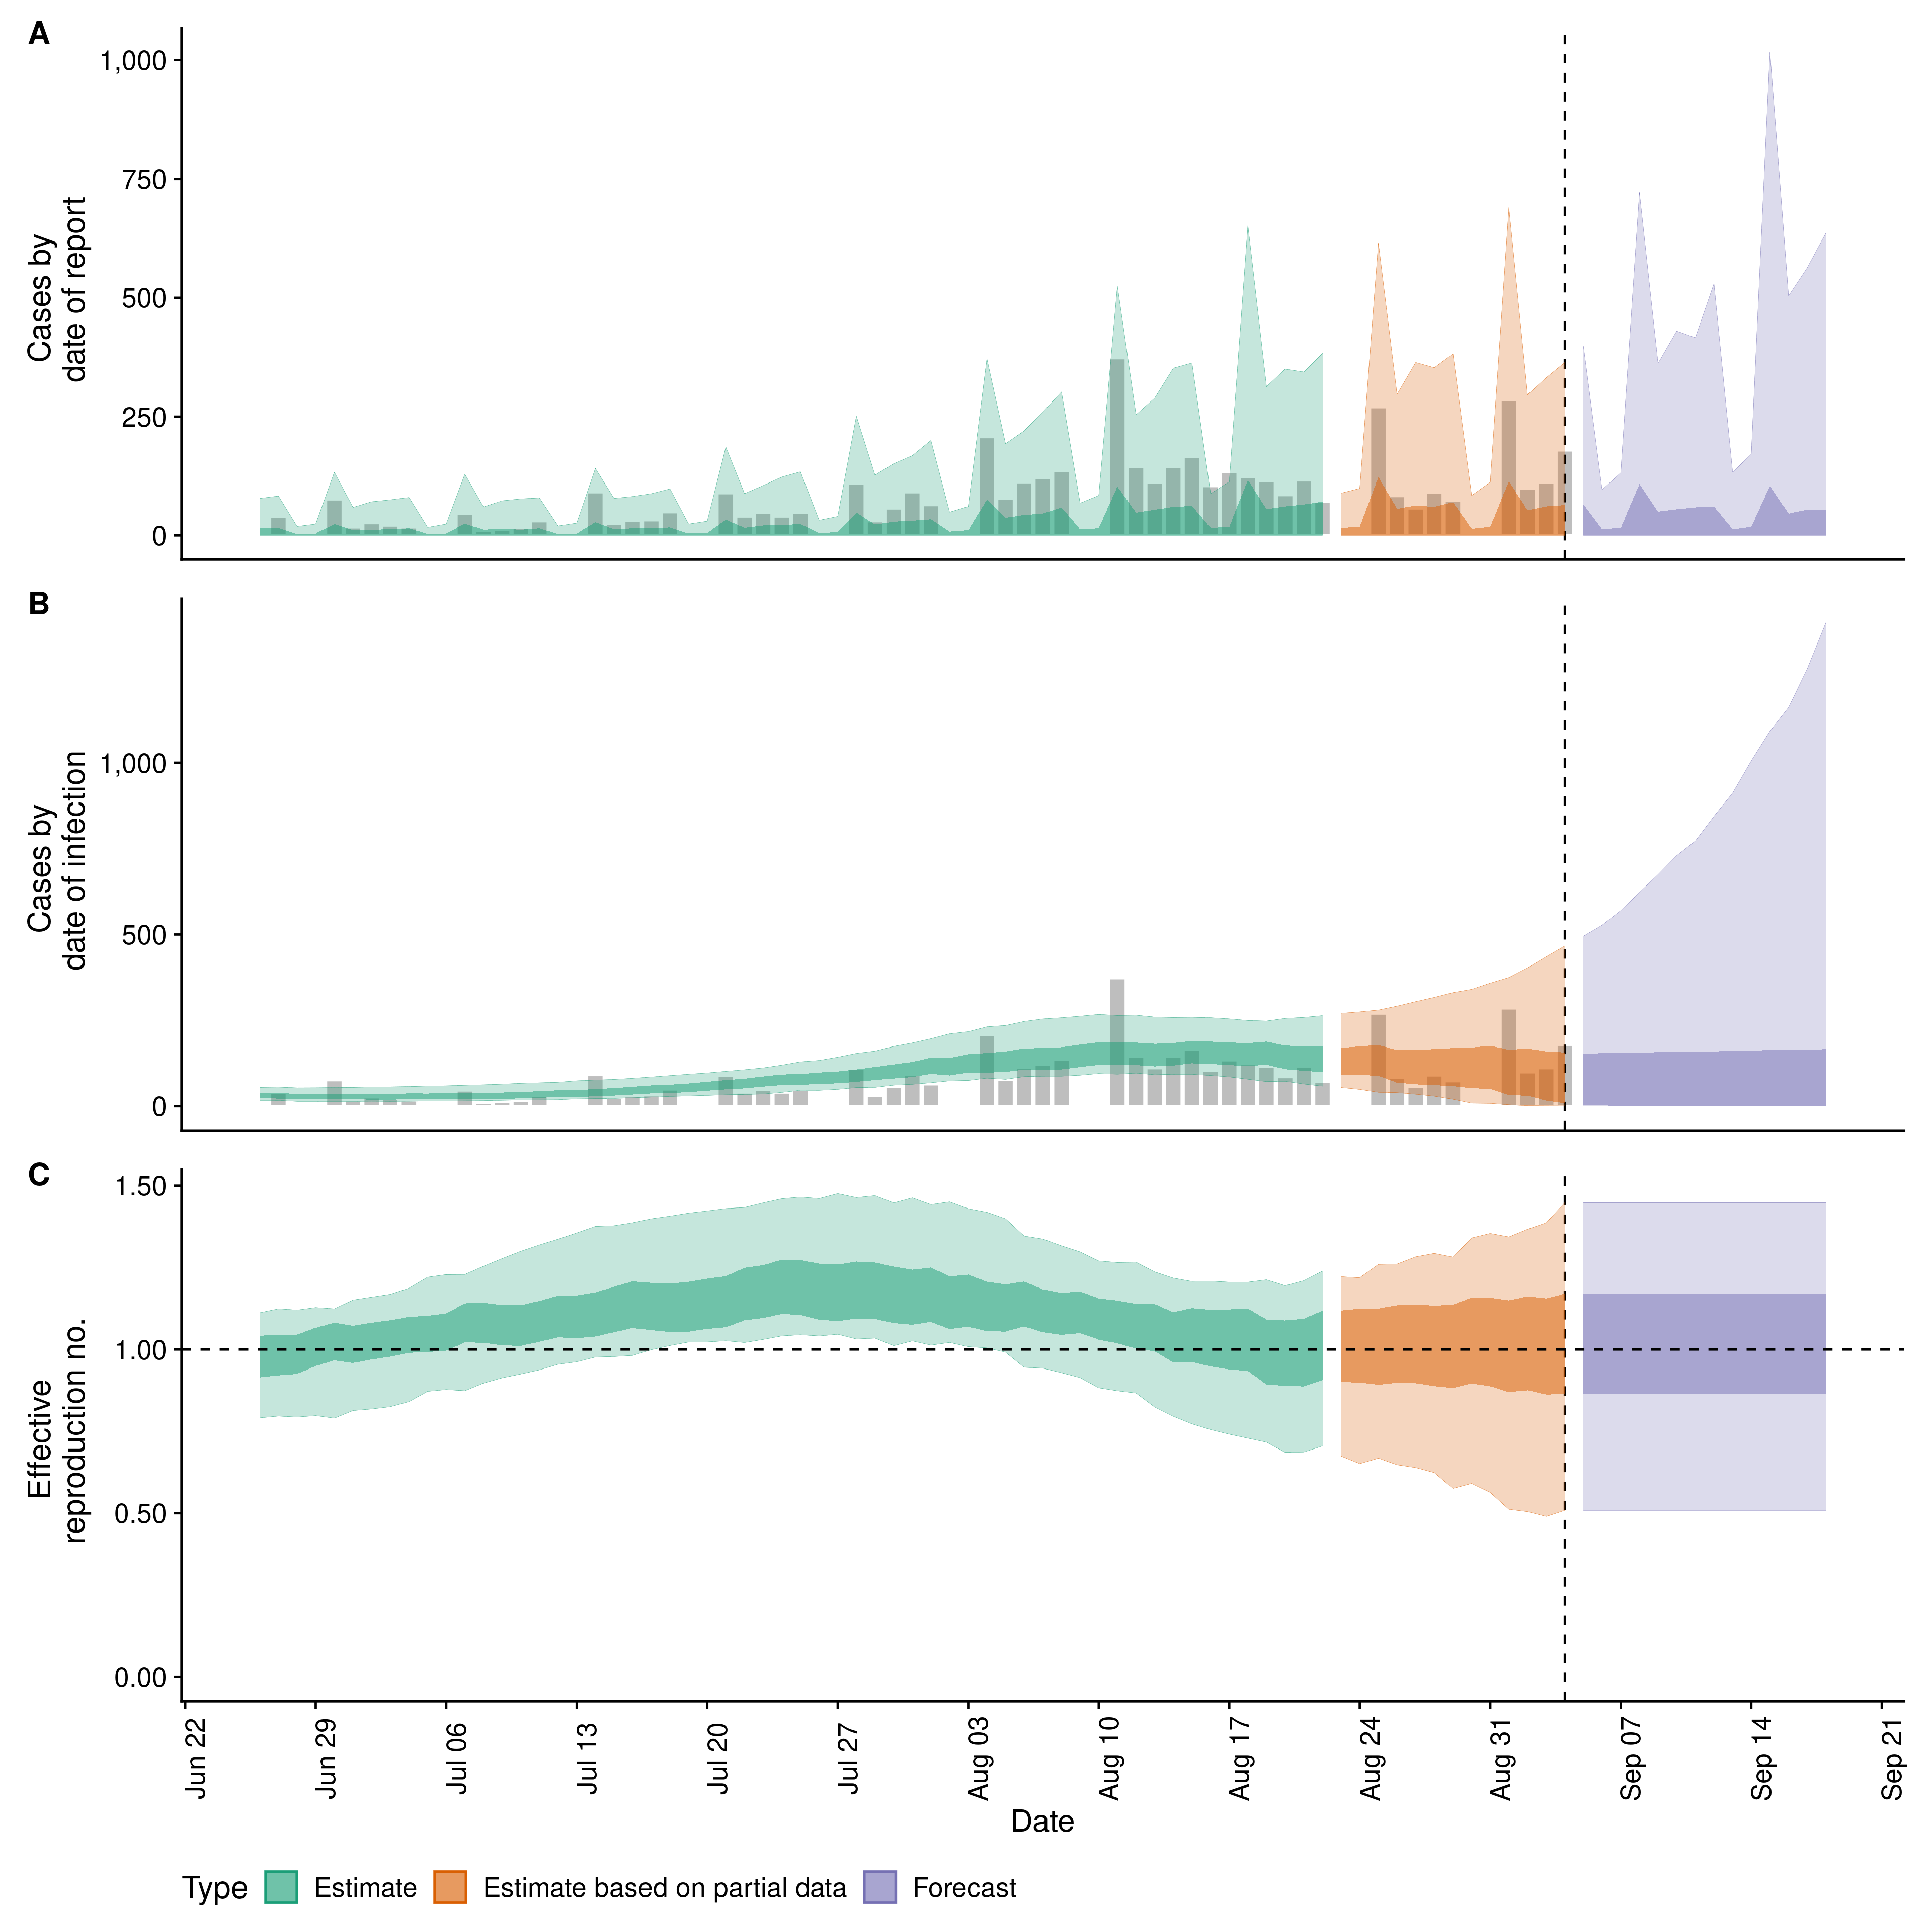 A
1,000
750
500
250
0
Cases by
date of report
B
1,000
500
0
Cases by
date of infection
C
1.50
1.00
0.50
0.00
Effective
reproduction no.
Jun 22
Jun 29
Jul 06
Jul 13
Jul 20
Jul 27
Aug 03
Aug 10
Aug 17
Aug 24
Aug 31
Sep 07
Sep 14
Sep 21
Date
Type Estimate Estimate based on partial data Forecast